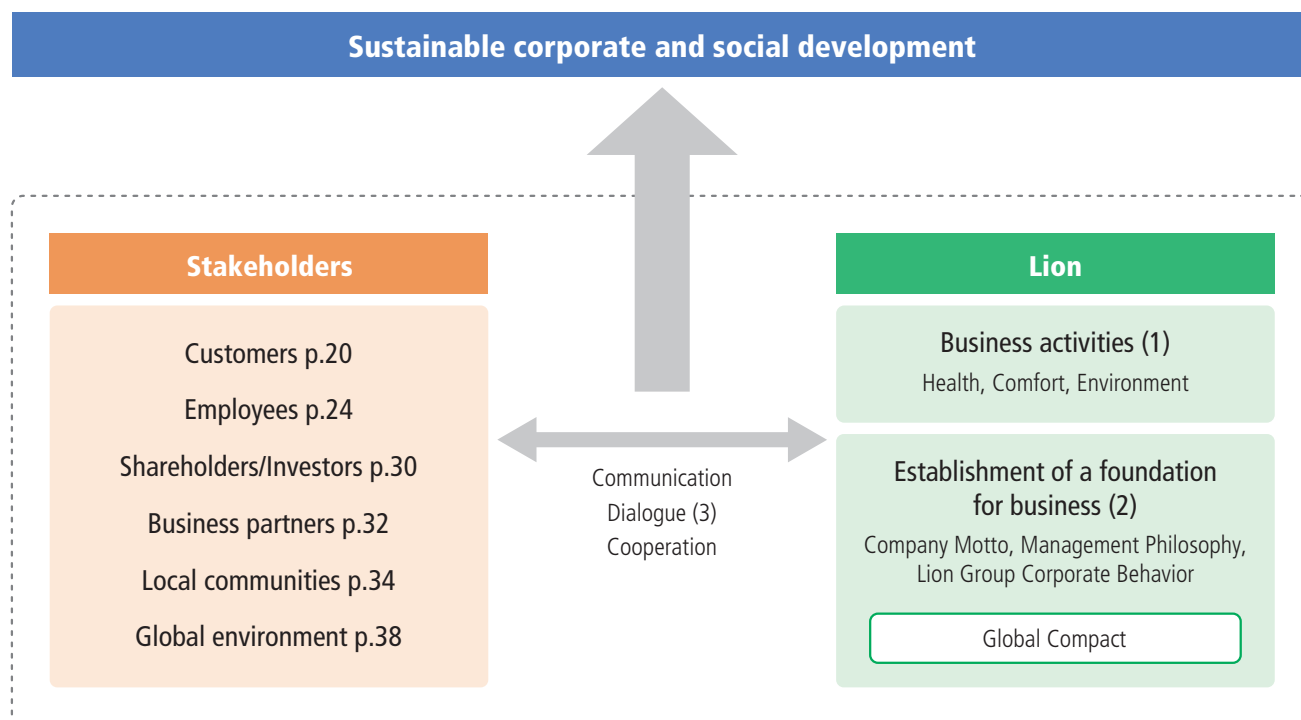 Sustainable corporate and social development
Stakeholders
Customers p.20
Employees p.24
Shareholders/Investors p.30
Business partners p.32
Local communities p.34
Global environment p.38
Communication
Dialogue (3)
Cooperation
Lion
Business activities (1)
Health, Comfort, Environment
Establishment of a foundation
for business (2)
Company Motto, Management Philosophy,
Lion Group Corporate Behavior
Global Compact